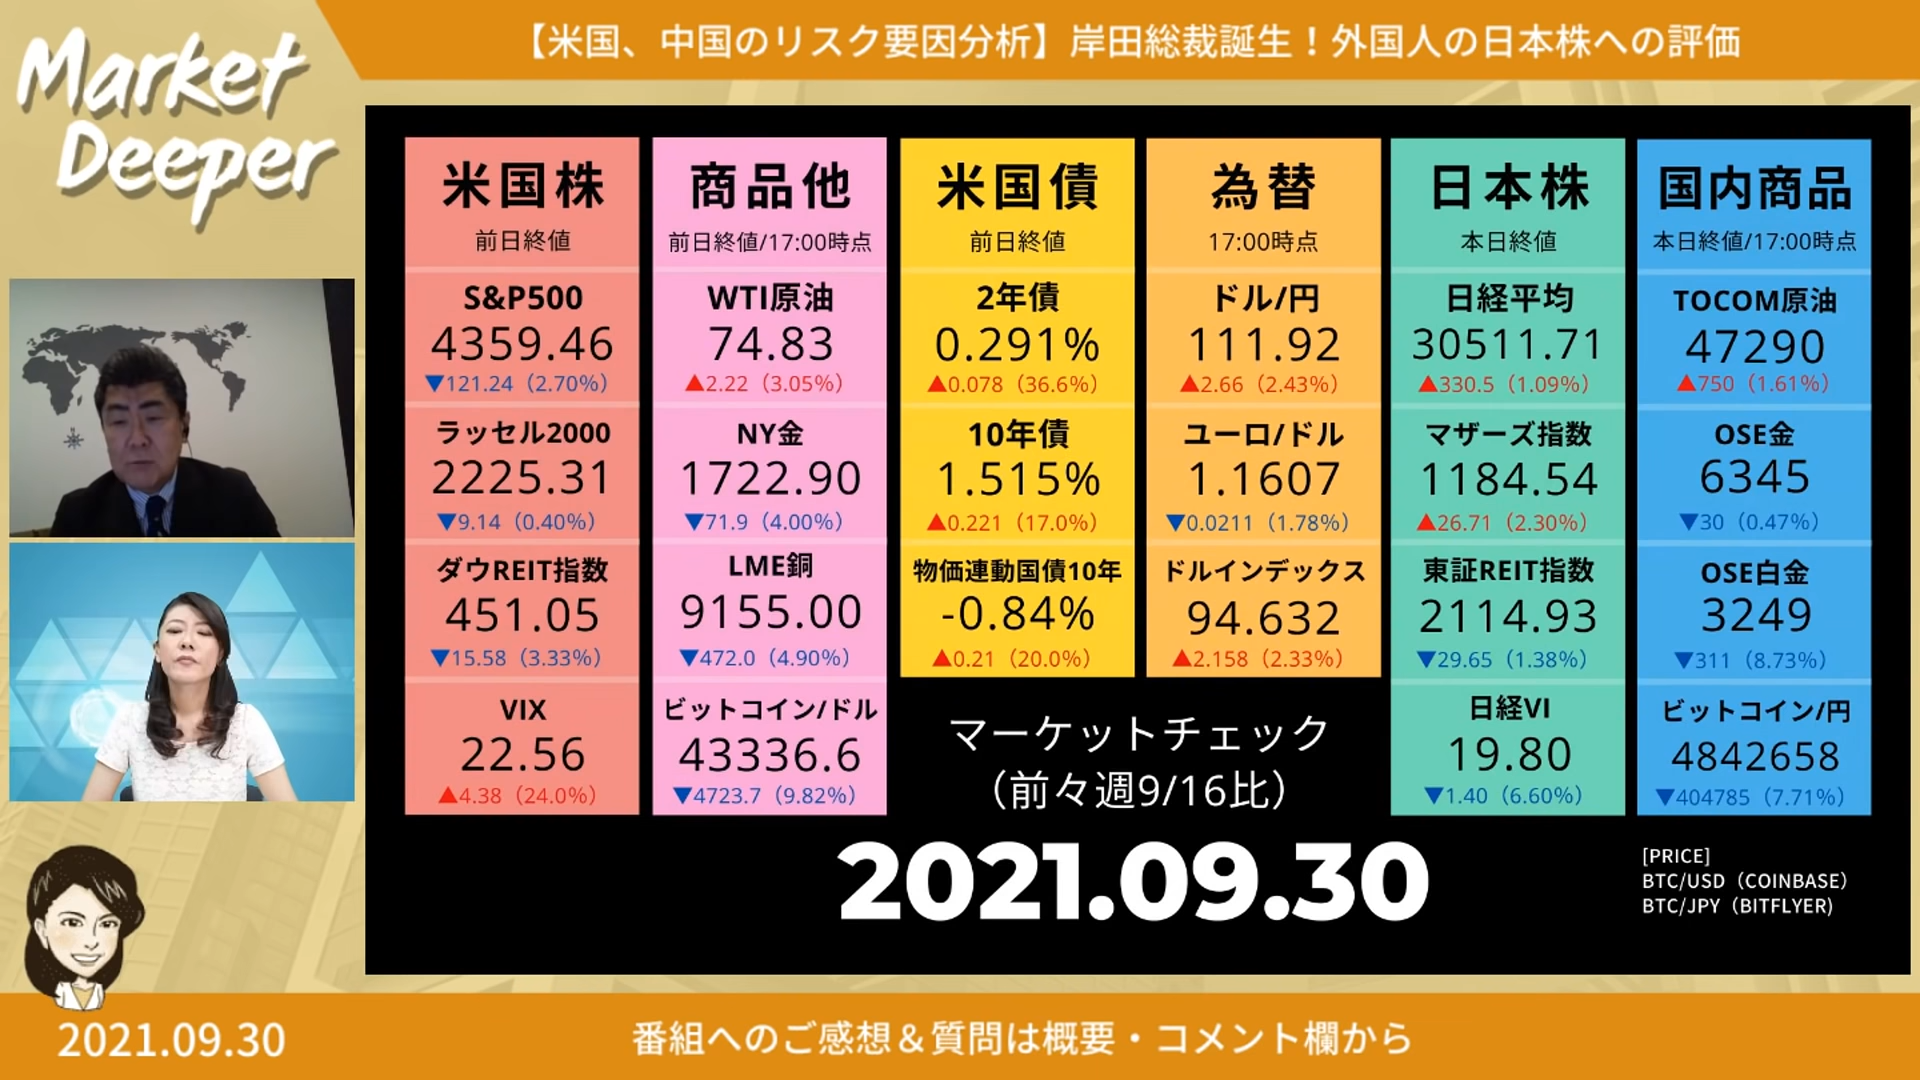 Market
Deeper
【米国、中国のリスク要因分析】岸田総裁誕生！外国人の日本株への評価
米国株
前日終値
S&P500
4359.46
▼121.24（2.70%）
ラッセル2000
2225.31
▼9.14（0.40%）
ダウREIT指数
451.05
▼15.58（3.33%）
VIX
22.56
▲4.38（24.0%）
商品他
前日終値/17:00時点
WTI原油
74.83
▲2.22（3.05%）
NY金
1722.90
▼71.9（4.00%）
LME銅
9155.00
▼472.0（4.90%）
ビットコイン/ドル
43336.6
▼4723.7（9.82%）
米国債
前日終値
2年債
0.291%
▲0.078（36.6%）
10年債
1.515%
▲0.221（17.0%）
物価連動国債10年
-0.84%
▲0.21（20.0%）
為替
17:00時点
ドル/円
111.92
▲2.66（2.43%）
ユーロ/ドル
1.1607
▼0.0211（1.78%）
ドルインデックス
94.632
▲2.158（2.33%）
日本株
本日終値
日経平均
30511.71
▲330.5（1.09%）
マザーズ指数
1184.54
▲26.71（2.30%）
東証REIT指数
2114.93
▼29.65（1.38%）
日経VI
19.80
▼1.40（6.60%）
国内商品
本日終値/17:00時点
TOCOM原油
47290
▲750（1.61%）
OSE金
6345
▼30（0.47%）
OSE白金
3249
▼311（8.73%）
ビットコイン/円
4842658
▼404785（7.71%）
マーケットチェック
（前々週9/16比）
2021.09.30
[PRICE]
BTC/USD（COINBASE）
BTC/JPY（BITFLYER）
2021.09.30
番組へのご感想＆質問は概要・コメント欄から